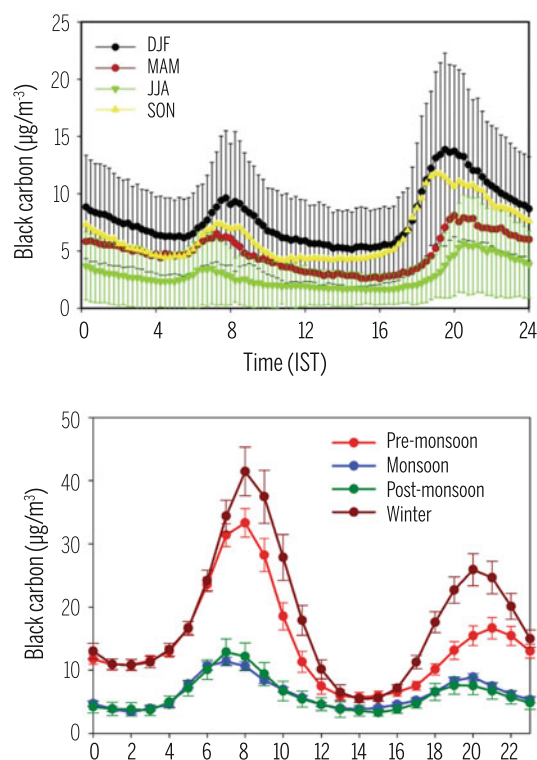 25
20
15
10
5
0
Black carbon (µg/m⁻³)
DJF
MAM
JJA
SON
0 4 8 12 16 20 24
Time (IST)
50
40
30
20
10
0
Black carbon (µg/m³)
Pre-monsoon
Monsoon
Post-monsoon
Winter
0 2 4 6 8 10 12 14 16 18 20 22